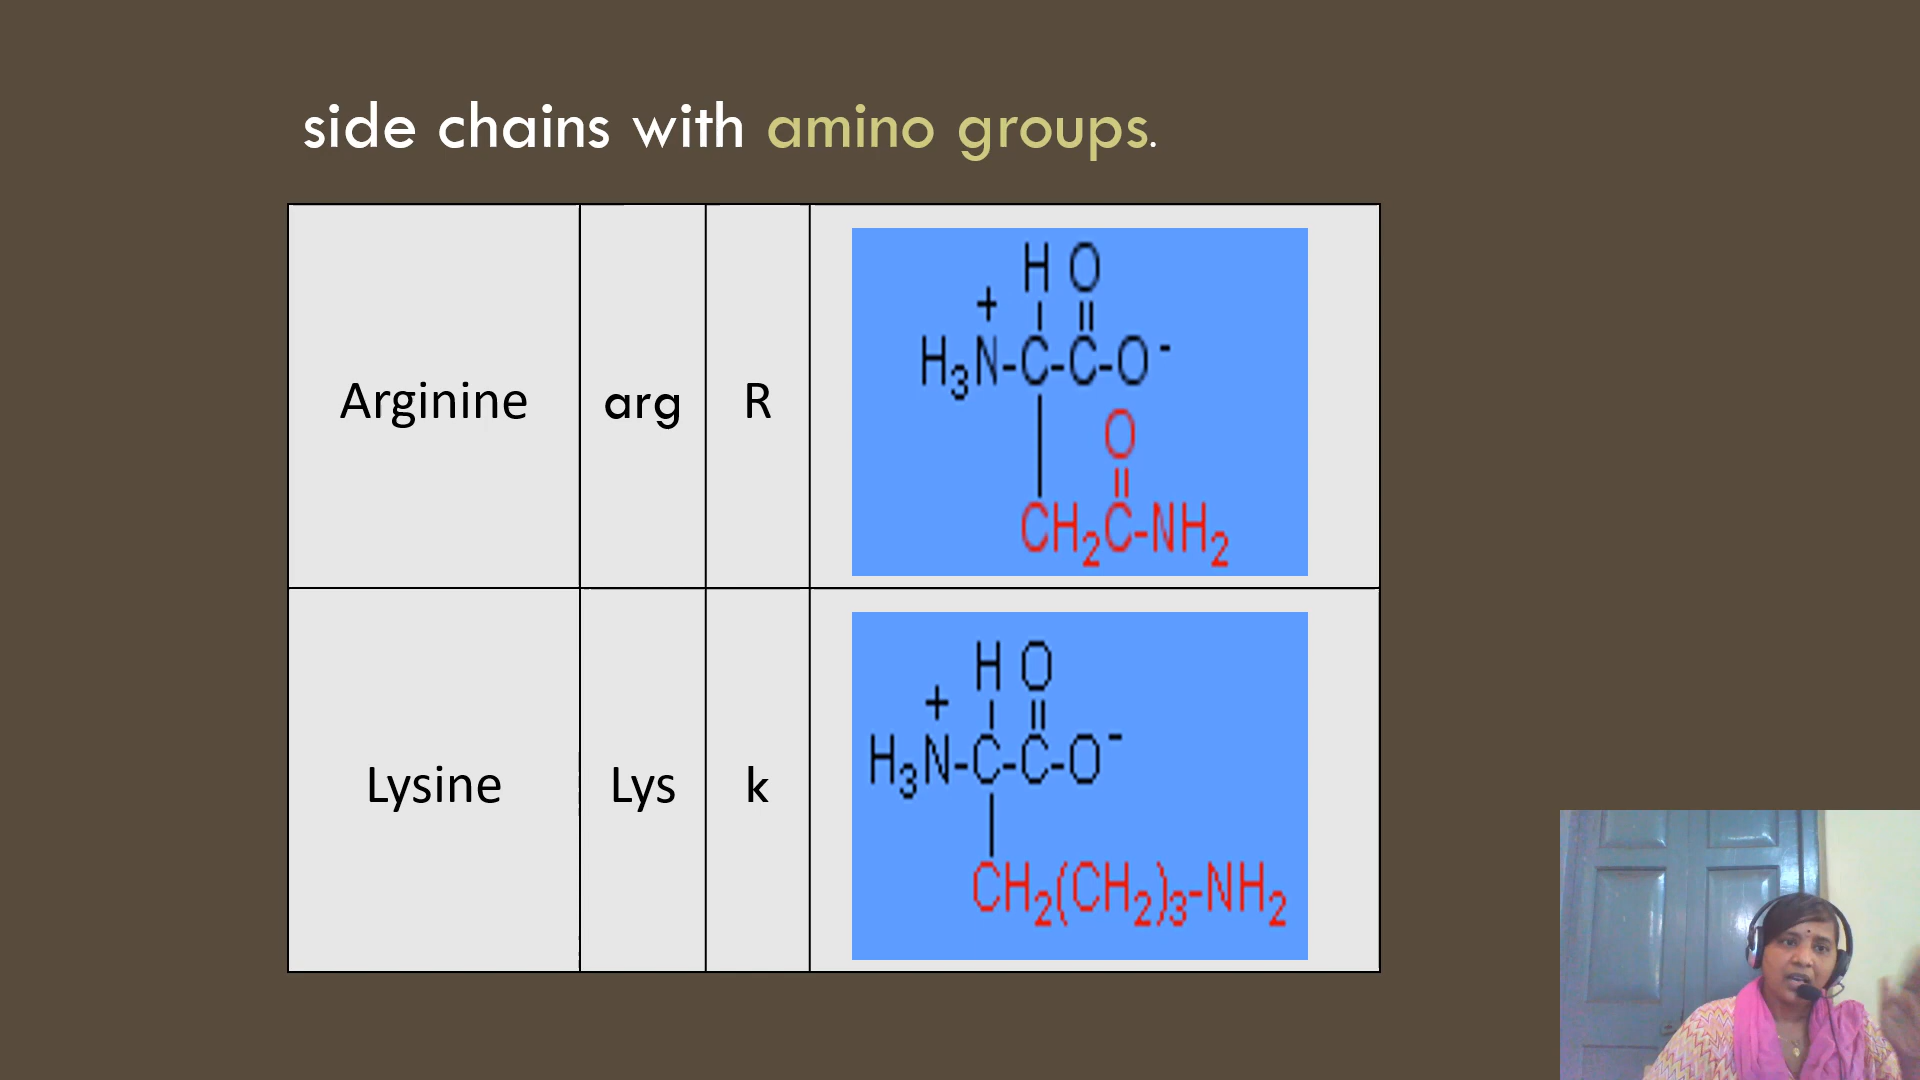 side chains with amino groups.
Arginine
arg
R
H O
+
H₃N-C-C-O⁻
O
CH₂C-NH₂
Lysine
Lys
k
H O
+
H₃N-C-C-O⁻
CH₂(CH₂)₃-NH₂